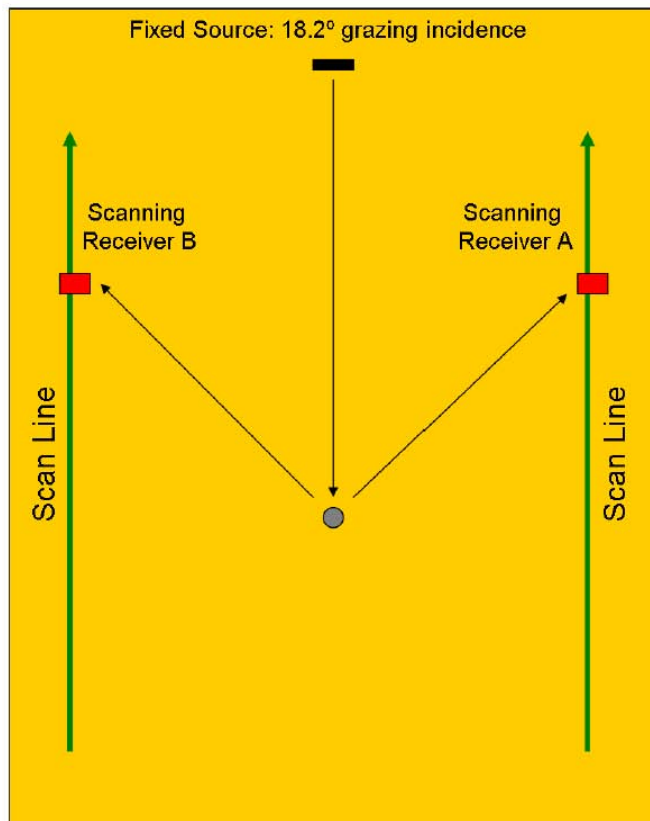 Fixed Source: 18.2º grazing incidence
Scanning
Receiver B
Scanning
Receiver A
Scan Line
Scan Line